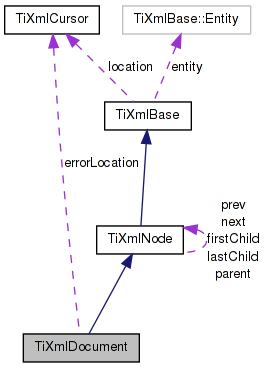 TiXmlCursor
TiXmlBase::Entity
location
entity
TiXmlBase
errorLocation
prev
next
firstChild
lastChild
parent
TiXmlNode
TiXmlDocument